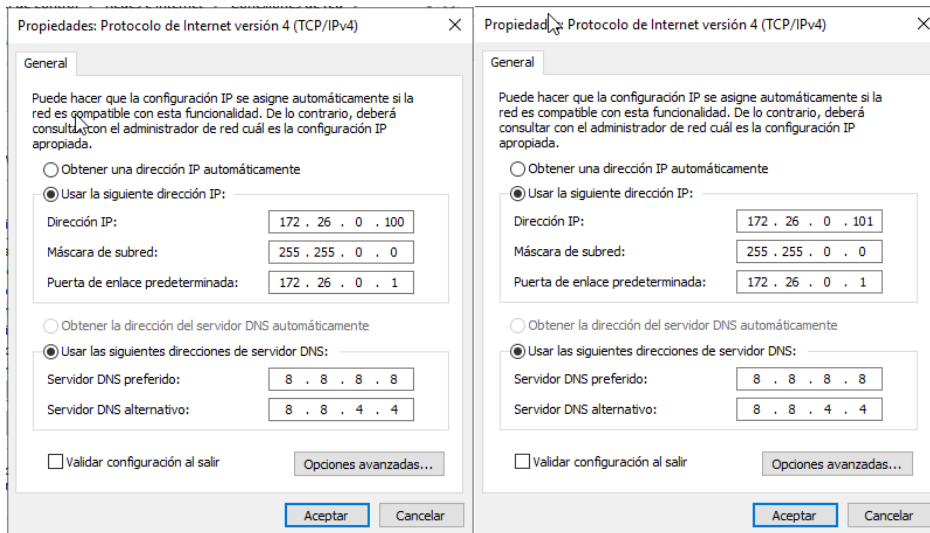 Propiedades: Protocolo de Internet versión 4 (TCP/IPv4)
General
Puede hacer que la configuración IP se asigne automáticamente si la
red es compatible con esta funcionalidad. De lo contrario, deberá
consultar con el administrador de red cuál es la configuración IP
apropiada.
Obtener una dirección IP automáticamente
Usar la siguiente dirección IP:
Dirección IP: 172 . 26 . 0 . 100
Máscara de subred: 255 . 255 . 0 . 0
Puerta de enlace predeterminada: 172 . 26 . 0 . 1
Obtener la dirección del servidor DNS automáticamente
Usar las siguientes direcciones de servidor DNS:
Servidor DNS preferido: 8 . 8 . 8 . 8
Servidor DNS alternativo: 8 . 8 . 4 . 4
Validar configuración al salir
Opciones avanzadas...
Aceptar Cancelar
Propiedades: Protocolo de Internet versión 4 (TCP/IPv4)
General
Puede hacer que la configuración IP se asigne automáticamente si la
red es compatible con esta funcionalidad. De lo contrario, deberá
consultar con el administrador de red cuál es la configuración IP
apropiada.
Obtener una dirección IP automáticamente
Usar la siguiente dirección IP:
Dirección IP: 172 . 26 . 0 . 101
Máscara de subred: 255 . 255 . 0 . 0
Puerta de enlace predeterminada: 172 . 26 . 0 . 1
Obtener la dirección del servidor DNS automáticamente
Usar las siguientes direcciones de servidor DNS:
Servidor DNS preferido: 8 . 8 . 8 . 8
Servidor DNS alternativo: 8 . 8 . 4 . 4
Validar configuración al salir
Opciones avanzadas...
Aceptar Cancelar